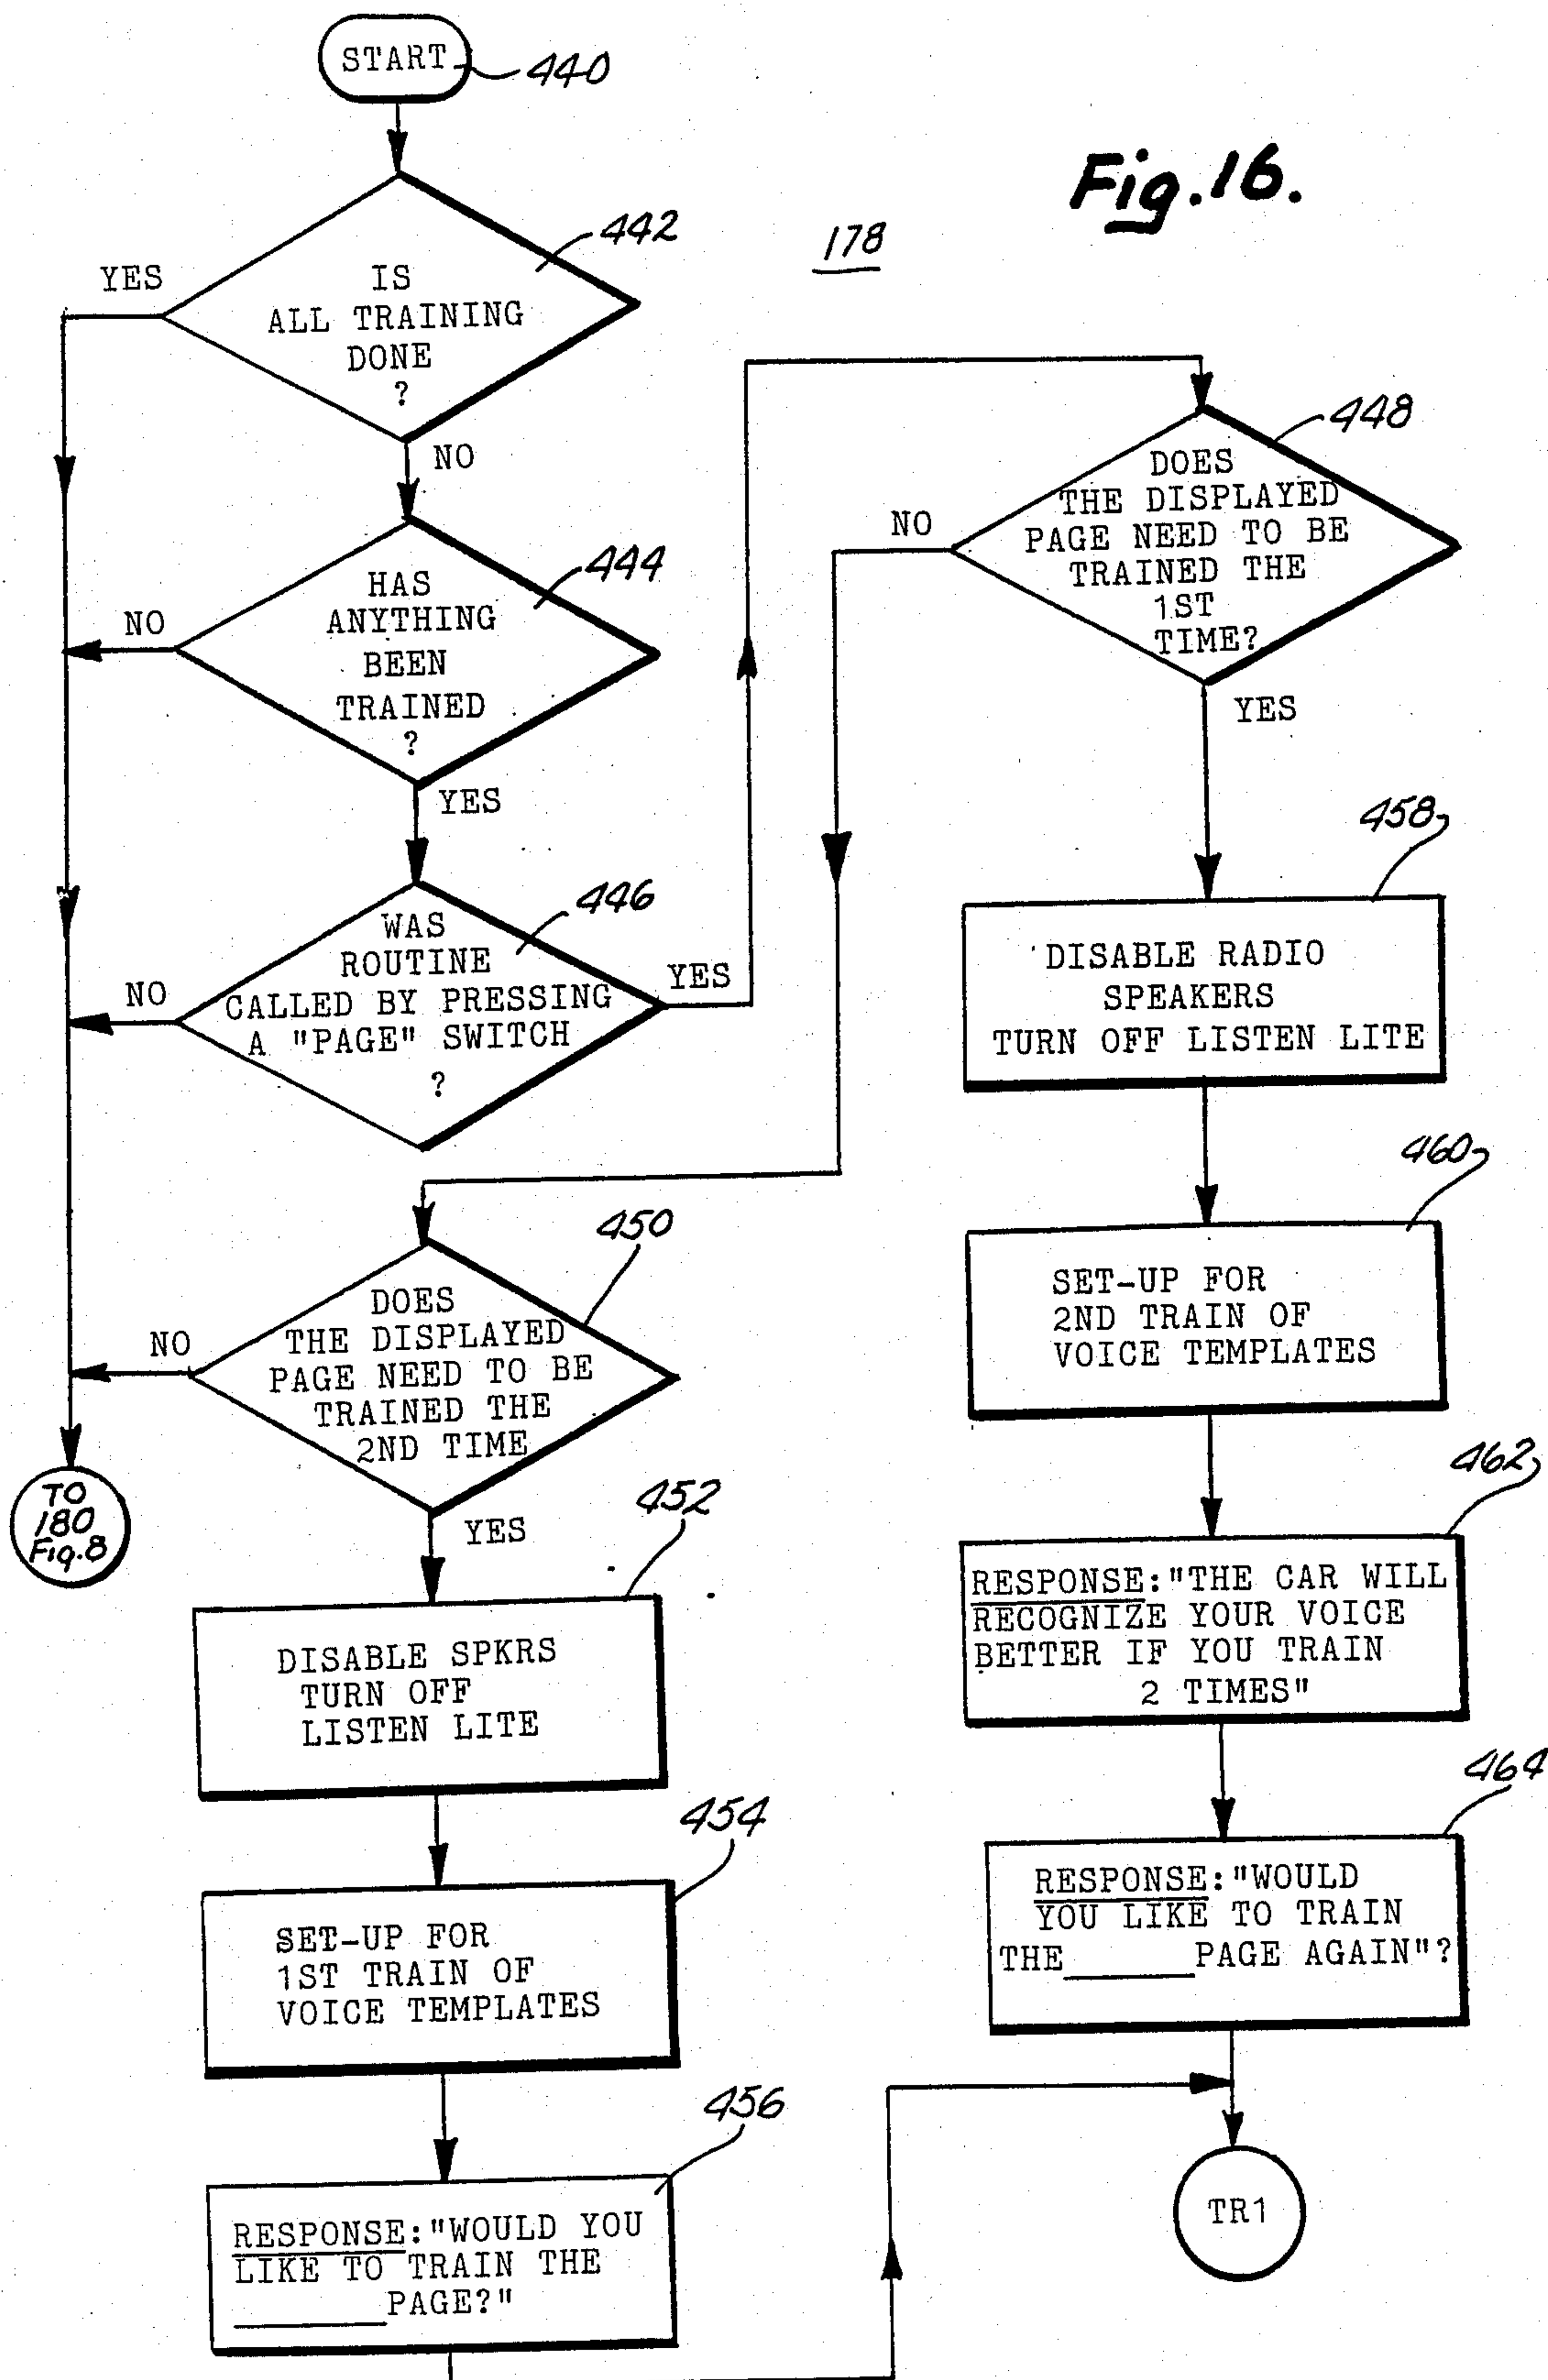 Fig.16.
178
START
440
442
IS
ALL TRAINING
DONE
?
YES
NO
444
HAS
ANYTHING
BEEN
TRAINED
?
NO
YES
446
WAS
ROUTINE
CALLED BY PRESSING
A "PAGE" SWITCH
?
NO
YES
448
DOES
THE DISPLAYED
PAGE NEED TO BE
TRAINED THE
1ST
TIME?
NO
YES
450
DOES
THE DISPLAYED
PAGE NEED TO BE
TRAINED THE
2ND TIME
NO
YES
TO
180
Fig.8
452
DISABLE SPKRS
TURN OFF
LISTEN LITE
454
SET-UP FOR
1ST TRAIN OF
VOICE TEMPLATES
456
RESPONSE:"WOULD YOU
LIKE TO TRAIN THE
_______ PAGE?"
458
DISABLE RADIO
SPEAKERS
TURN OFF LISTEN LITE
460
SET-UP FOR
2ND TRAIN OF
VOICE TEMPLATES
462
RESPONSE:"THE CAR WILL
RECOGNIZE YOUR VOICE
BETTER IF YOU TRAIN
2 TIMES"
464
RESPONSE:"WOULD
YOU LIKE TO TRAIN
THE ______ PAGE AGAIN"?
TR1